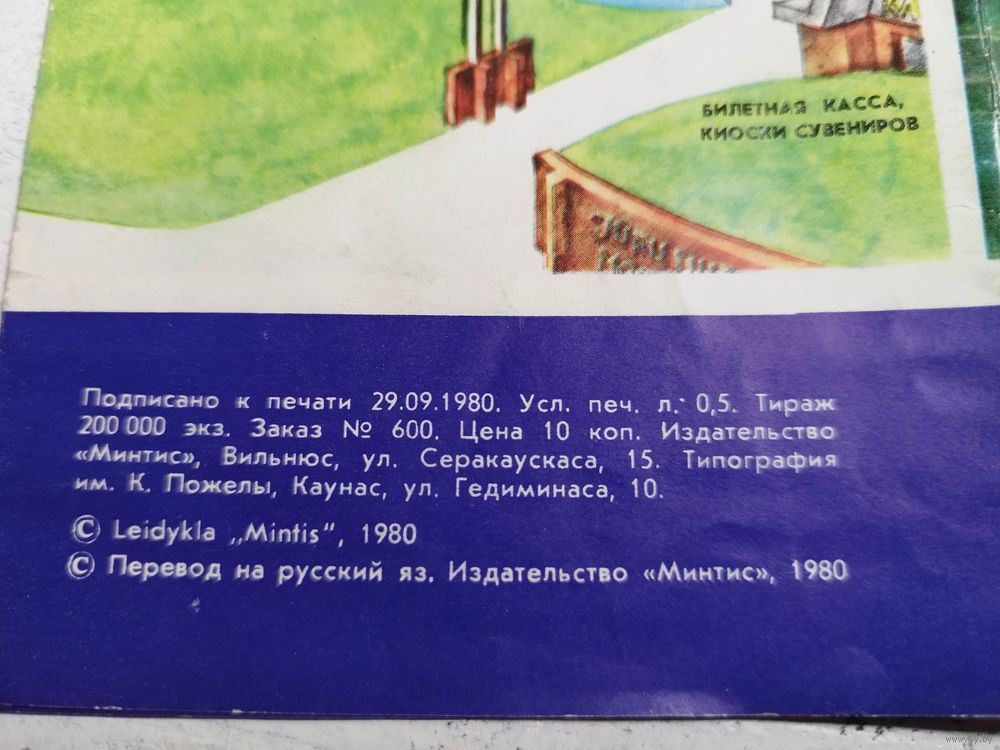 БИЛЕТНАЯ КАССА,
КИОСКИ СУВЕНИРОВ
Подписано к печати 29.09.1980. Усл. печ. л. 0,5. Тираж
200 000 экз. Заказ № 600. Цена 10 коп. Издательство
«Минтис», Вильнюс, ул. Серакаускаса, 15. Типография
им. К. Пожелы, Каунас, ул. Гедиминаса, 10.
© Leidykla „Mintis“, 1980
© Перевод на русский яз. Издательство «Минтис», 1980